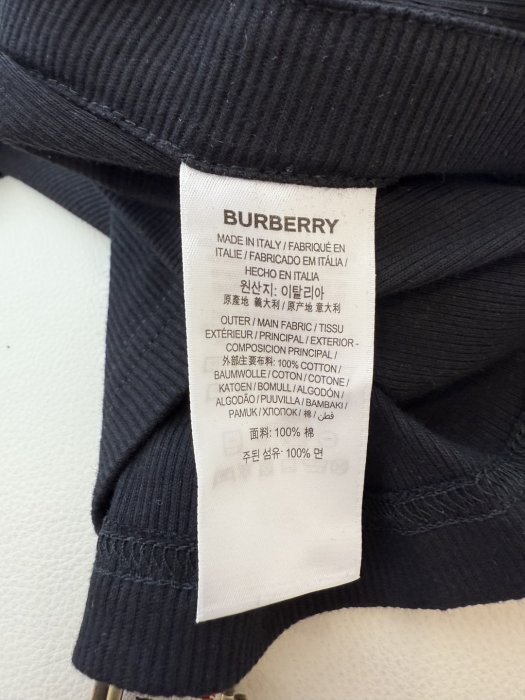 BURBERRY
MADE IN ITALY / FABRIQUÉ EN
ITALIE / FABRICADO EM ITÁLIA /
HECHO EN ITALIA
원산지: 이탈리아
原產地 義大利 / 原产地 意大利
OUTER / MAIN FABRIC / TISSU
EXTÉRIEUR / PRINCIPAL / EXTERIOR -
COMPOSICION PRINCIPAL /
外部主要布料: 100% COTTON /
BAUMWOLLE / COTON / COTONE /
KATOEN / BOMULL / ALGODÓN /
ALGODÃO / PUUVILLA / BAMBAKI /
PAMUK / ХЛОПОК / 棉 / قطن
面料: 100% 棉
주된 섬유: 100% 면